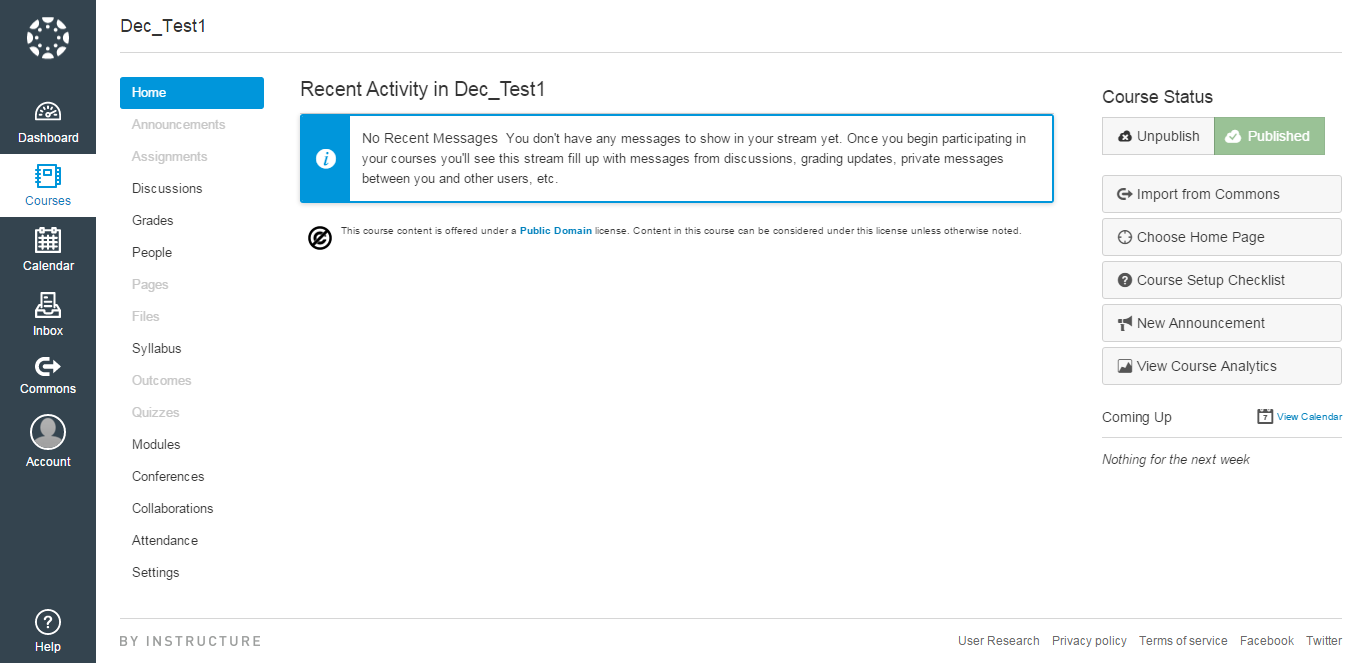 Dec_Test1
Dashboard
Courses
Calendar
Inbox
Commons
Account
Help
Home
Announcements
Assignments
Discussions
Grades
People
Pages
Files
Syllabus
Outcomes
Quizzes
Modules
Conferences
Collaborations
Attendance
Settings
Recent Activity in Dec_Test1
No Recent Messages You don't have any messages to show in your stream yet. Once you begin participating in
your courses you'll see this stream fill up with messages from discussions, grading updates, private messages
between you and other users, etc.
This course content is offered under a Public Domain license. Content in this course can be considered under this license unless otherwise noted.
Course Status
Unpublish Published
Import from Commons
Choose Home Page
Course Setup Checklist
New Announcement
View Course Analytics
Coming Up 7 View Calendar
Nothing for the next week
BY INSTRUCTURE
User Research Privacy policy Terms of service Facebook Twitter